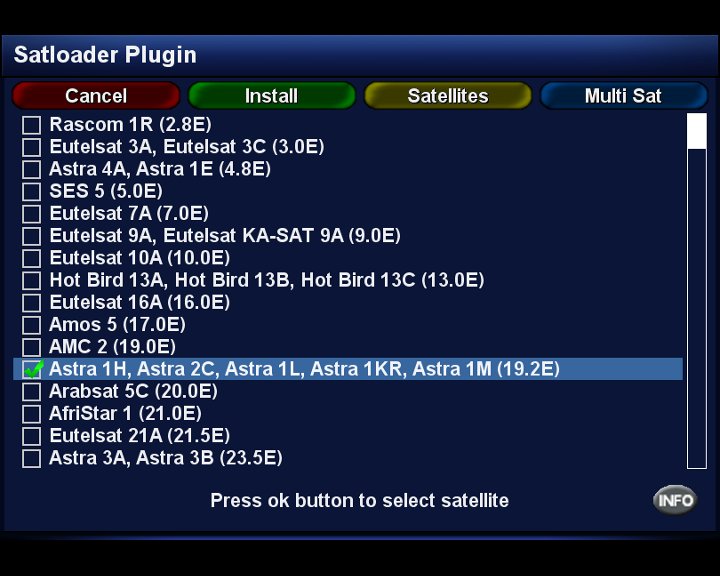 Satloader Plugin
Cancel Install Satellites Multi Sat
Rascom 1R (2.8E)
Eutelsat 3A, Eutelsat 3C (3.0E)
Astra 4A, Astra 1E (4.8E)
SES 5 (5.0E)
Eutelsat 7A (7.0E)
Eutelsat 9A, Eutelsat KA-SAT 9A (9.0E)
Eutelsat 10A (10.0E)
Hot Bird 13A, Hot Bird 13B, Hot Bird 13C (13.0E)
Eutelsat 16A (16.0E)
Amos 5 (17.0E)
AMC 2 (19.0E)
Astra 1H, Astra 2C, Astra 1L, Astra 1KR, Astra 1M (19.2E)
Arabsat 5C (20.0E)
AfriStar 1 (21.0E)
Eutelsat 21A (21.5E)
Astra 3A, Astra 3B (23.5E)
Press ok button to select satellite
INFO